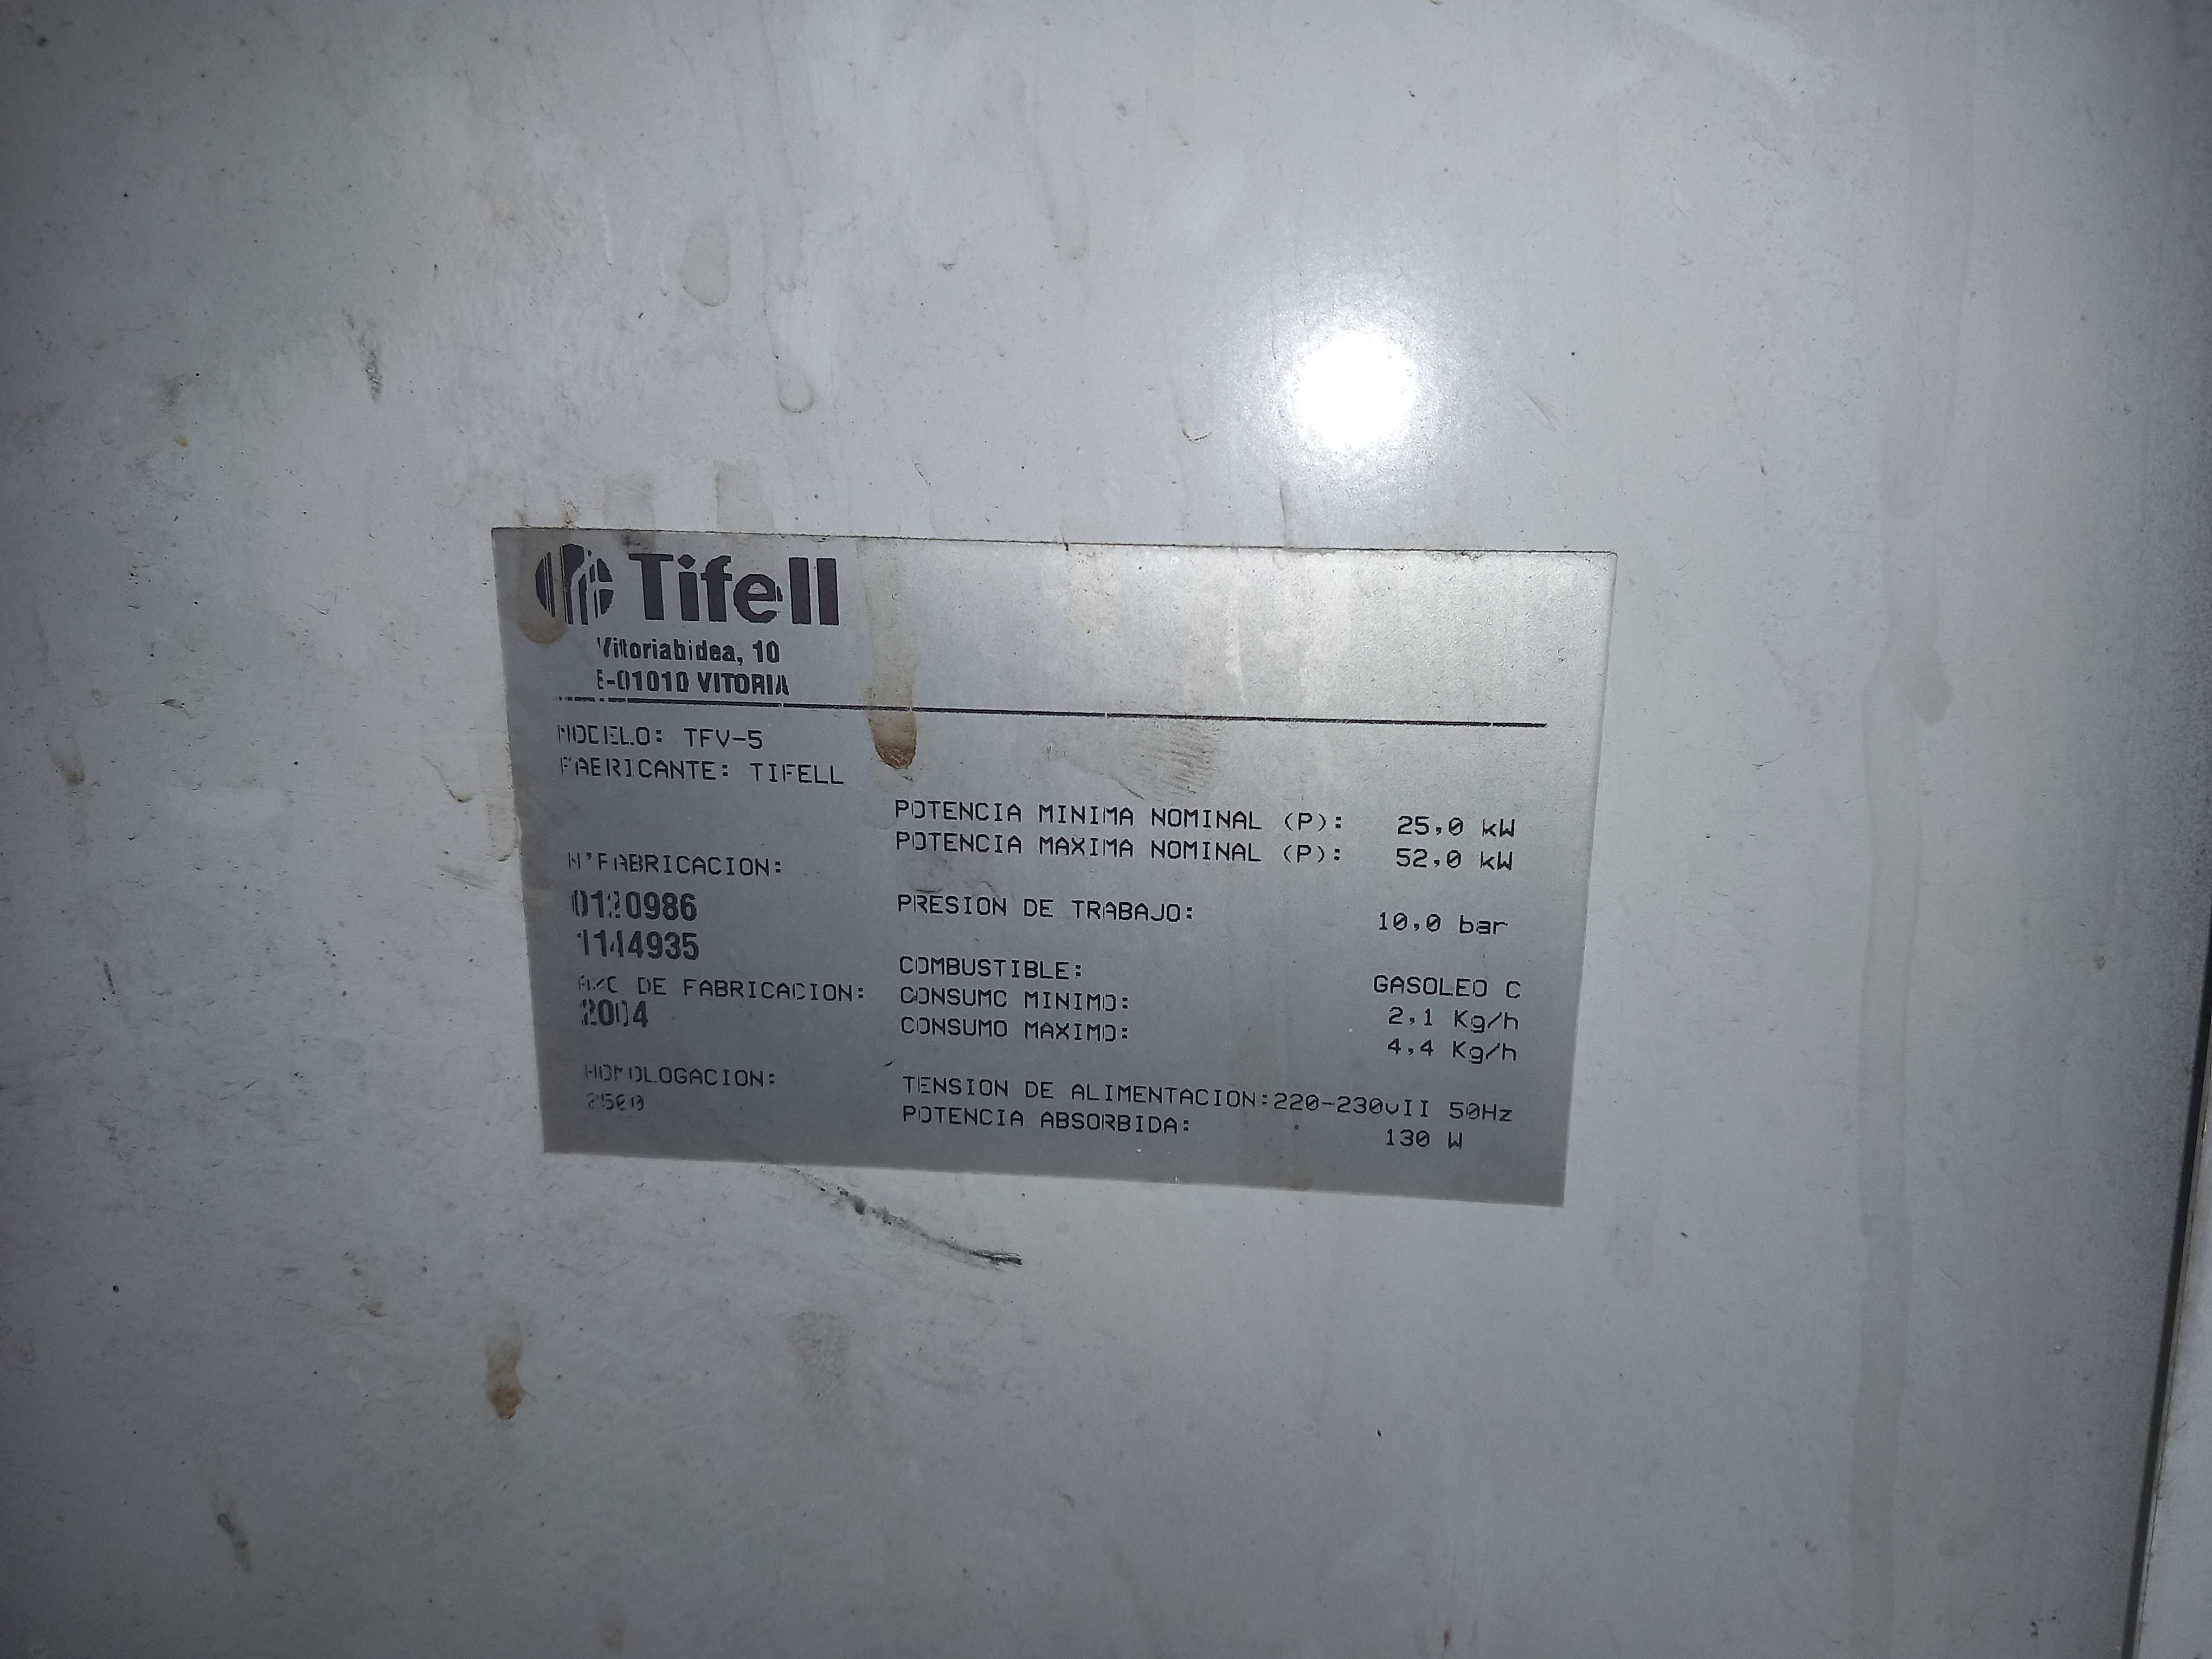 Tifell
Vitoriabidea, 10
E-01010 VITORIA
MODELO: TFV-5
FABRICANTE: TIFELL
POTENCIA MINIMA NOMINAL (P): 25,0 kW
POTENCIA MAXIMA NOMINAL (P): 52,0 kW
N°FABRICACION:
0120986
1144935
PRESION DE TRABAJO: 10,0 bar
AÑO DE FABRICACION:
2004
COMBUSTIBLE: GASOLEO C
CONSUMO MINIMO: 2,1 Kg/h
CONSUMO MAXIMO: 4,4 Kg/h
HOMOLOGACION:
TENSION DE ALIMENTACION:220-230vII 50Hz
POTENCIA ABSORBIDA: 130 W